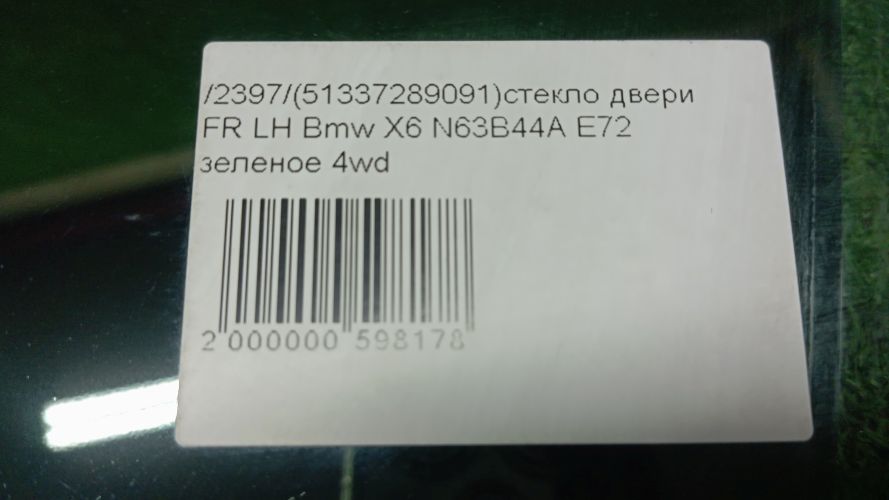 /2397/(51337289091)стекло двери
FR LH Bmw X6 N63B44A E72
зеленое 4wd
2 000000 598178